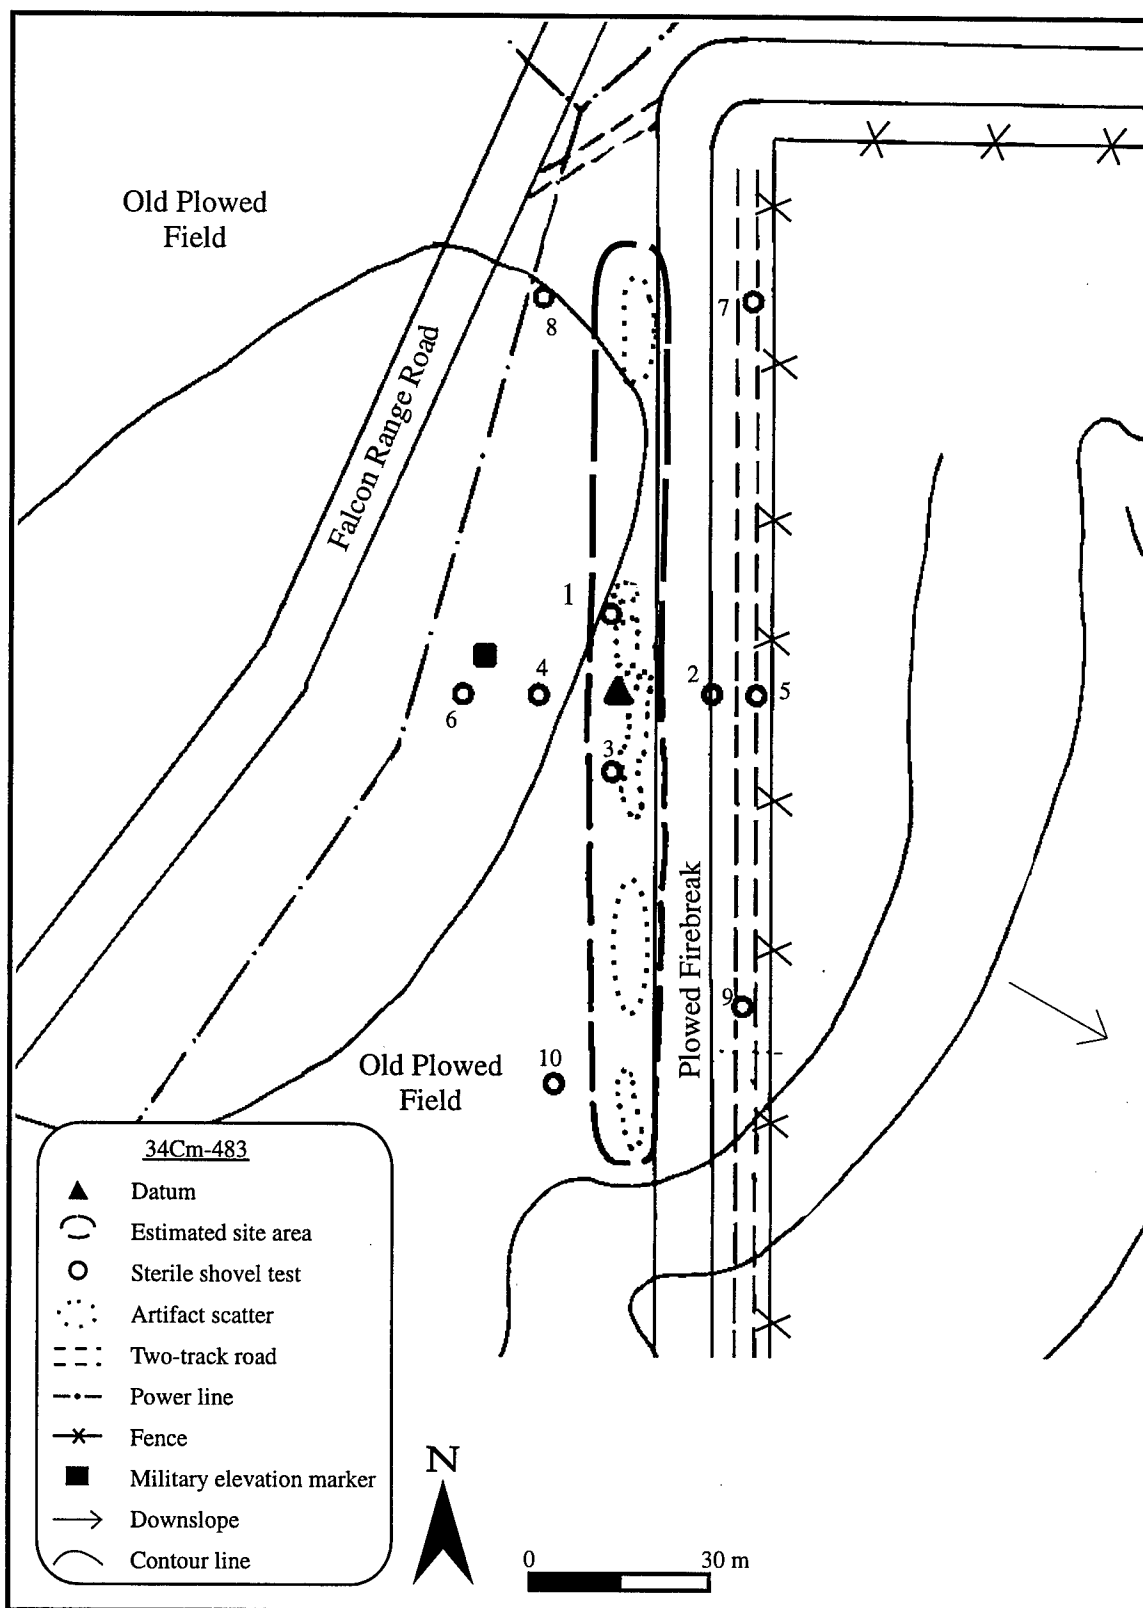 Old Plowed
Field
Falcon Range Road
8
7
1
4
6
2
5
3
Plowed Firebreak
9
10
Old Plowed
Field
34Cm-483
Datum
Estimated site area
Sterile shovel test
Artifact scatter
Two-track road
Power line
Fence
Military elevation marker
Downslope
Contour line
N
0 30 m